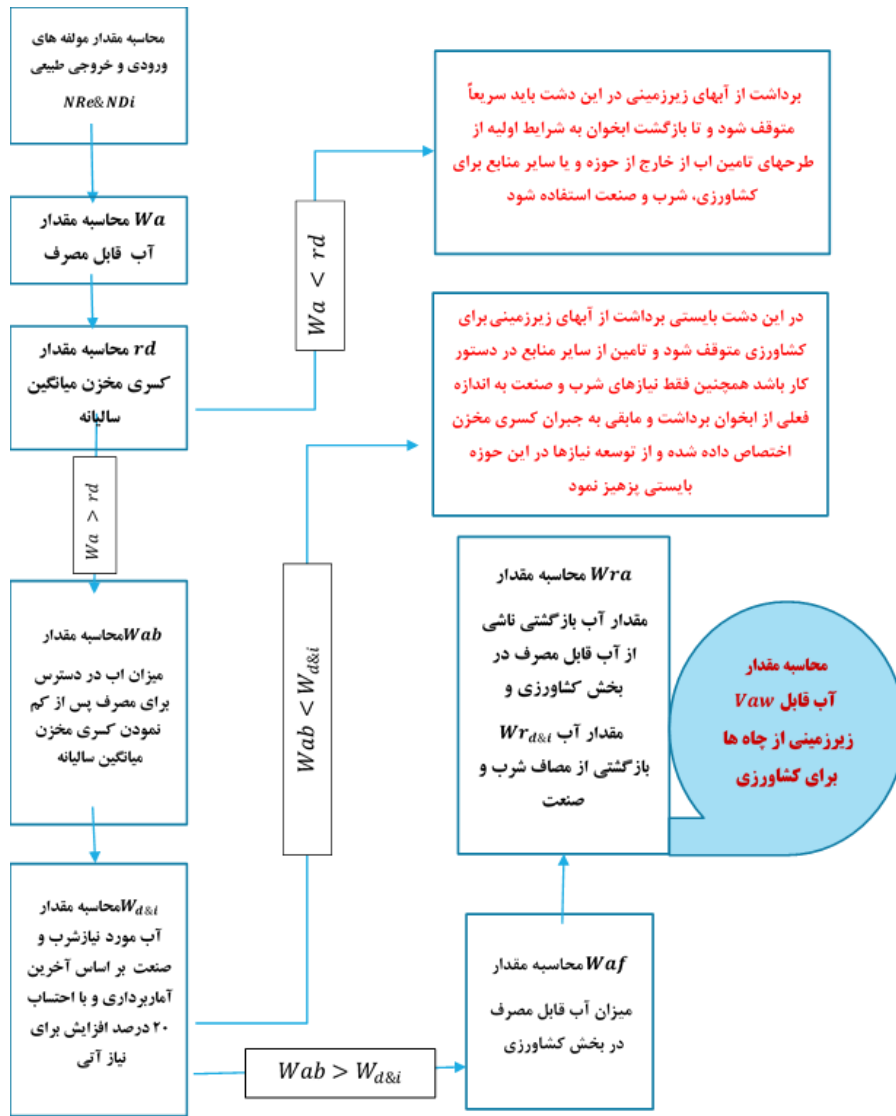 محاسبه مقدار مولفه های
ورودی و خروجی طبیعی
NRe&NDi
محاسبه مقدار Wa
آب قابل مصرف
محاسبه مقدار rd
کسری مخزن میانگین
سالیانه
Wa > rd
محاسبه مقدار Wab
میزان اب در دسترس
برای مصرف پس از کم
نمودن کسری مخزن
میانگین سالیانه
محاسبه مقدار W_{d&i}
آب مورد نیازشرب و
صنعت بر اساس آخرین
آماربرداری و با احتساب
۲۰ درصد افزایش برای
نیاز آتی
Wa < rd
برداشت از آبهای زیرزمینی در این دشت باید سریعاً
متوقف شود و تا بازگشت ابخوان به شرایط اولیه از
طرحهای تامین اب از خارج از حوزه و یا سایر منابع برای
کشاورزی، شرب و صنعت استفاده شود
Wab < W_{d&i}
در این دشت بایستی برداشت از آبهای زیرزمینی برای
کشاورزی متوقف شود و تامین از سایر منابع در دستور
کار باشد همچنین فقط نیازهای شرب و صنعت به اندازه
فعلی از ابخوان برداشت و مابقی به جبران کسری مخزن
اختصاص داده شده و از توسعه نیازها در این حوزه
بایستی پزهیز نمود
Wab > W_{d&i}
محاسبه مقدار Waf
میزان آب قابل مصرف
در بخش کشاورزی
محاسبه مقدار Wra
مقدار آب بازگشتی ناشی
از آب قابل مصرف در
بخش کشاورزی و
مقدار آب Wr_{d&i}
بازگشتی از مصاف شرب و
صنعت
محاسبه مقدار
آب قابل Vaw
زیرزمینی از چاه ها
برای کشاورزی